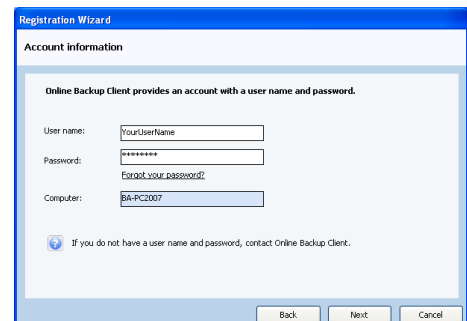 Registration Wizard
Account information
Online Backup Client provides an account with a user name and password.
User name: YourUserName
Password: ********
Forgot your password?
Computer: BA-PC2007
If you do not have a user name and password, contact Online Backup Client.
Back Next Cancel